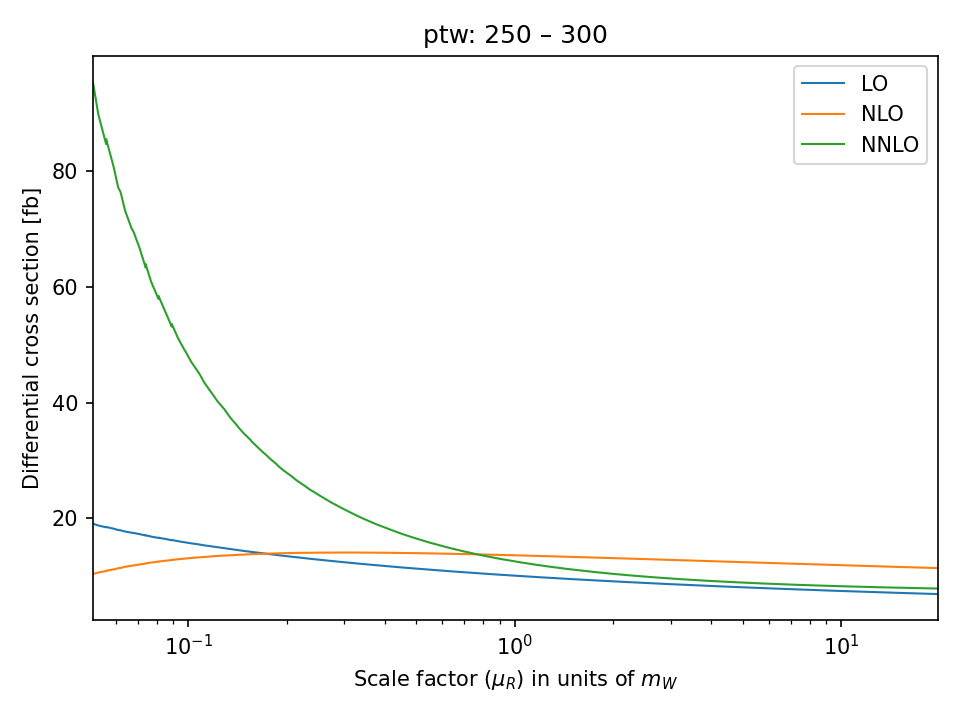 ptw: 250 – 300
LO
NLO
NNLO
Differential cross section [fb]
80
60
40
20
10⁻¹
10⁰
10¹
Scale factor (μ_R) in units of m_W